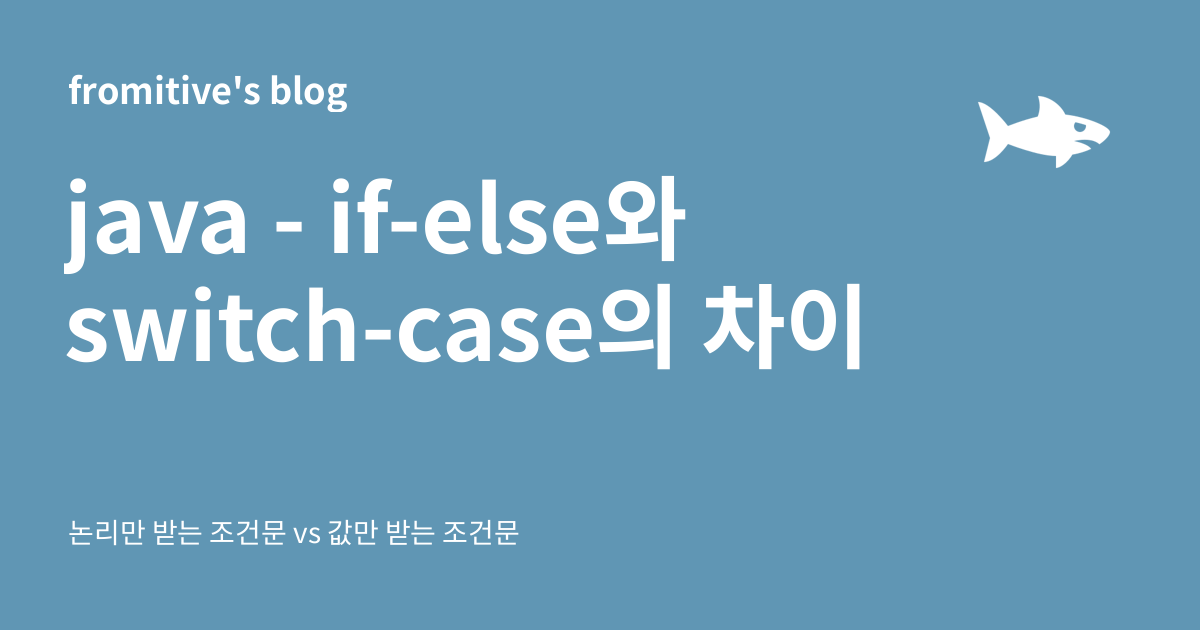 fromitive's blog
java - if-else와
switch-case의 차이
논리만 받는 조건문 vs 값만 받는 조건문